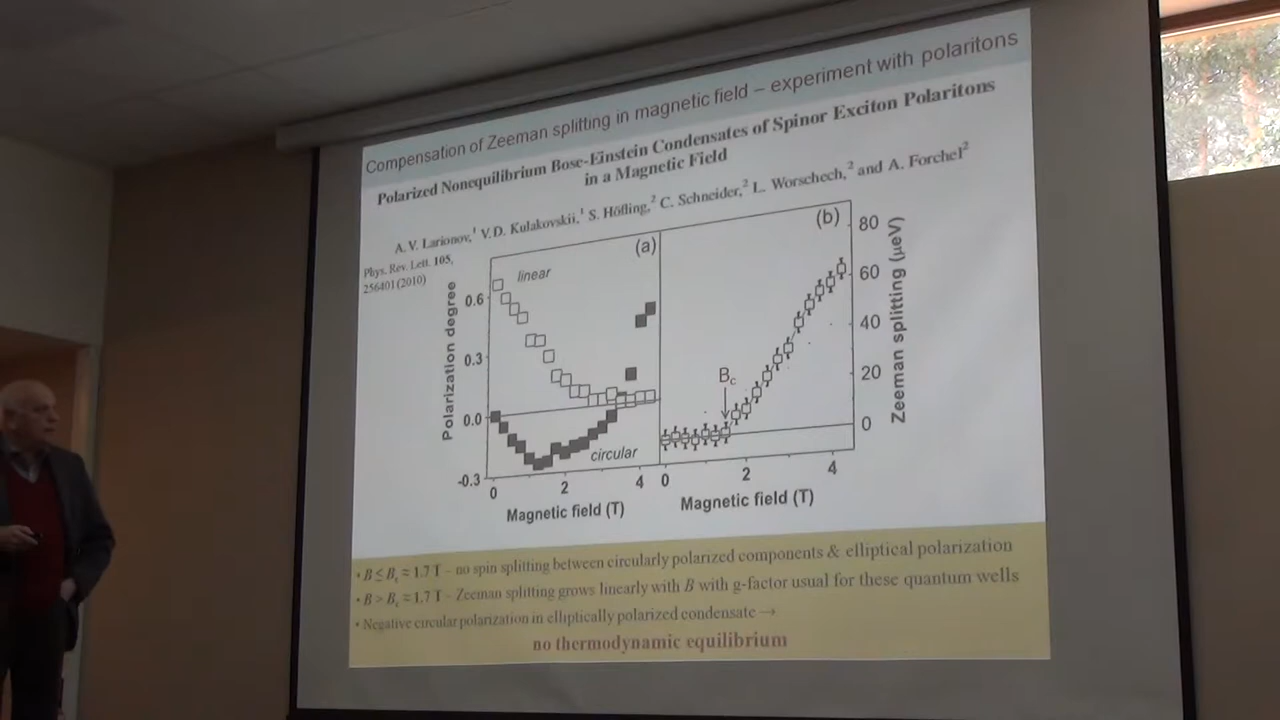 Compensation of Zeeman splitting in magnetic field – experiment with polaritons
Polarized Nonequilibrium Bose-Einstein Condensates of Spinor Exciton Polaritons
in a Magnetic Field
A. V. Larionov,¹ V. D. Kulakovskii,¹ S. Höfling,² C. Schneider,² L. Worschech,² and A. Forchel²
Phys. Rev. Lett. 105,
256401 (2010)
(a)
linear
circular
Polarization degree
0.6
0.3
0.0
-0.3
0
2
4
Magnetic field (T)
(b)
Bc
0
2
4
Magnetic field (T)
80
60
40
20
0
Zeeman splitting (μeV)
• B ≤ Bc ≈ 1.7 T – no spin splitting between circularly polarized components & elliptical polarization
• B > Bc ≈ 1.7 T – Zeeman splitting grows linearly with B with g-factor usual for these quantum wells
• Negative circular polarization in elliptically polarized condensate →
no thermodynamic equilibrium